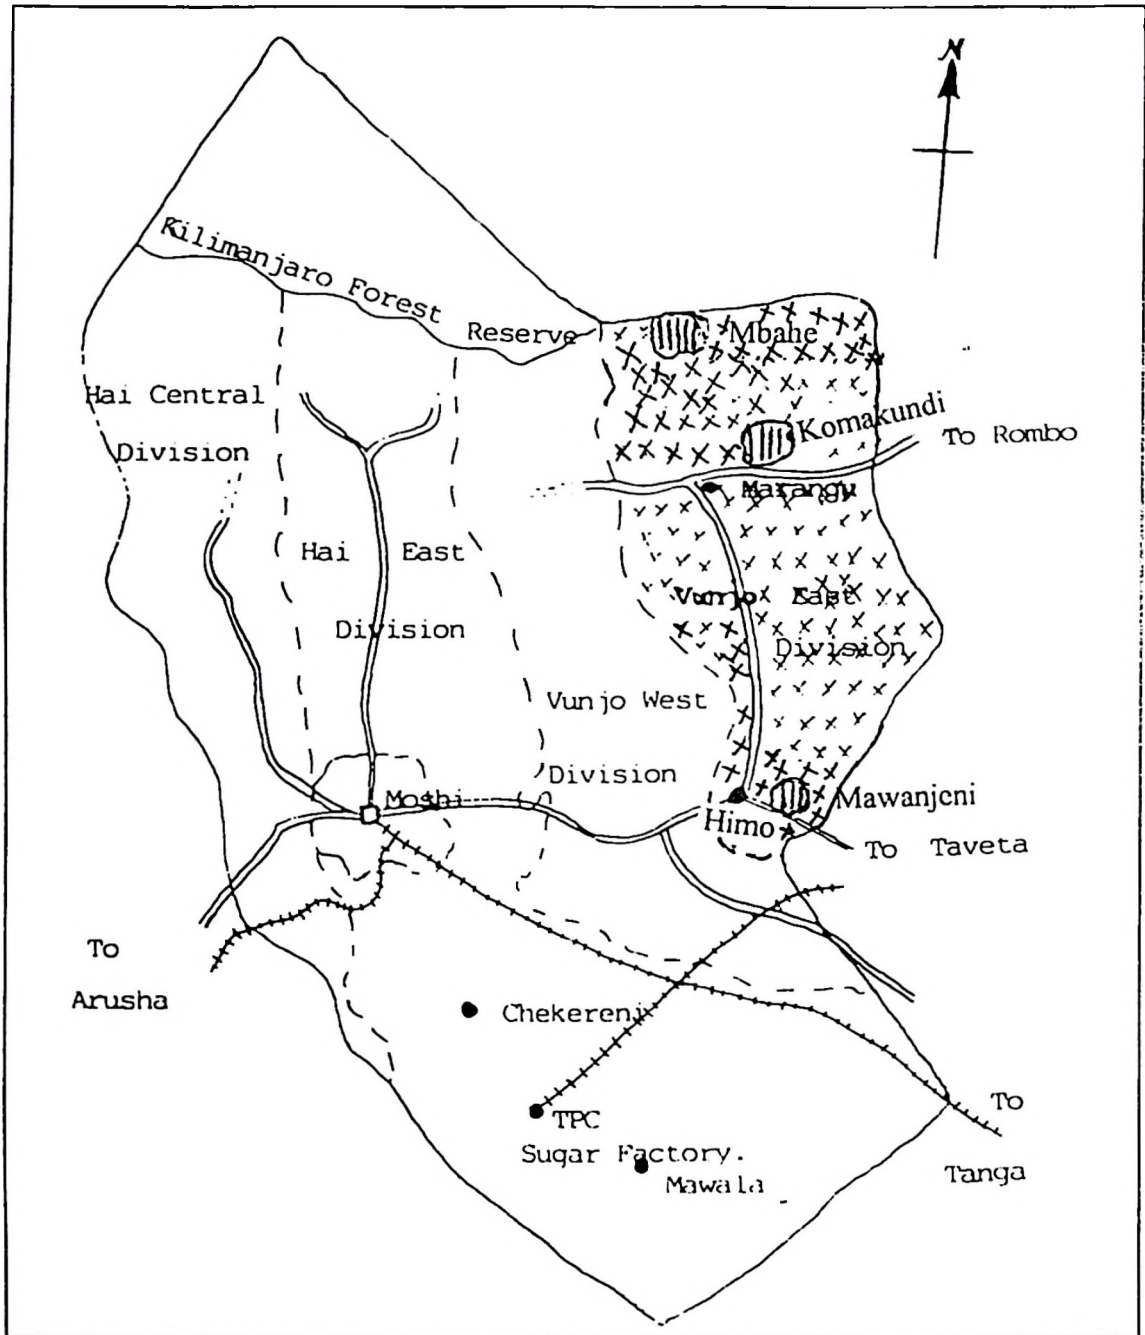 N
Kilimanjaro Forest Reserve
Mbahe
Hai Central
Division
Komakundi
To Rombo
Marangu
Hai East
Division
Vunjo East
Division
Vunjo West
Division
Moshi
Mawanjeni
Himo
To Taveta
To
Arusha
Chekereni
TPC
Sugar Factory.
Mawala
To
Tanga